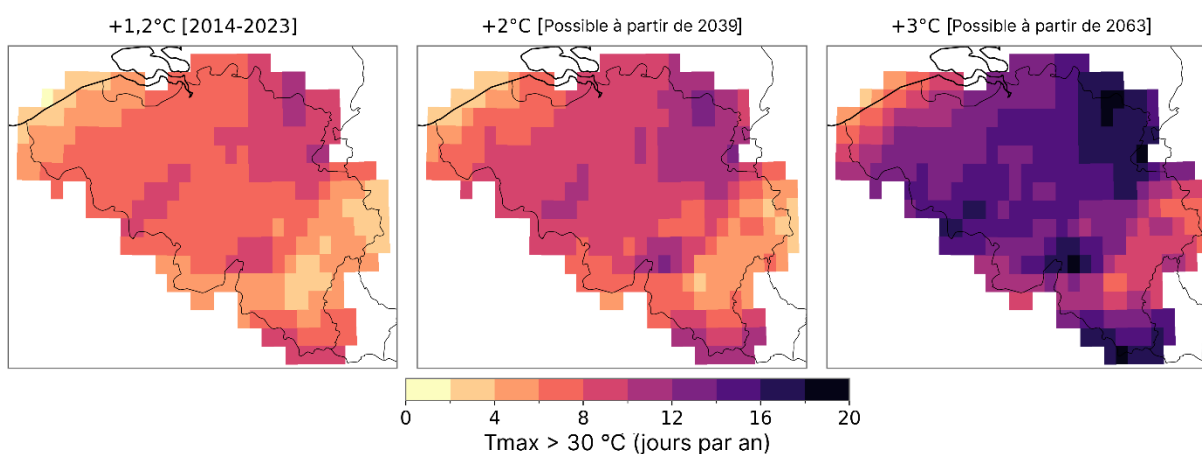 +1,2°C [2014-2023]
+2°C [Possible à partir de 2039]
+3°C [Possible à partir de 2063]
0 4 8 12 16 20
Tmax > 30 °C (jours par an)